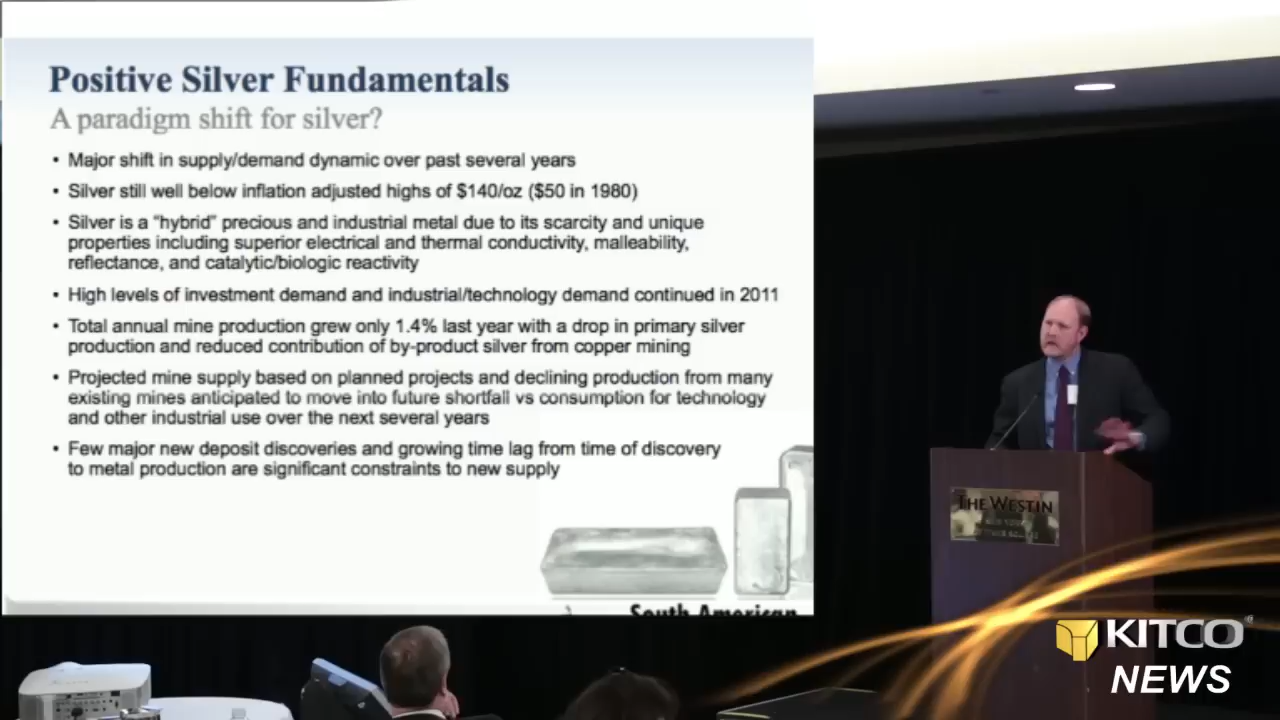 Positive Silver Fundamentals
A paradigm shift for silver?
• Major shift in supply/demand dynamic over past several years
• Silver still well below inflation adjusted highs of $140/oz ($50 in 1980)
• Silver is a "hybrid" precious and industrial metal due to its scarcity and unique
properties including superior electrical and thermal conductivity, malleability,
reflectance, and catalytic/biologic reactivity
• High levels of investment demand and industrial/technology demand continued in 2011
• Total annual mine production grew only 1.4% last year with a drop in primary silver
production and reduced contribution of by-product silver from copper mining
• Projected mine supply based on planned projects and declining production from many
existing mines anticipated to move into future shortfall vs consumption for technology
and other industrial use over the next several years
• Few major new deposit discoveries and growing time lag from time of discovery
to metal production are significant constraints to new supply
South American
THE WESTIN
KITCO
NEWS